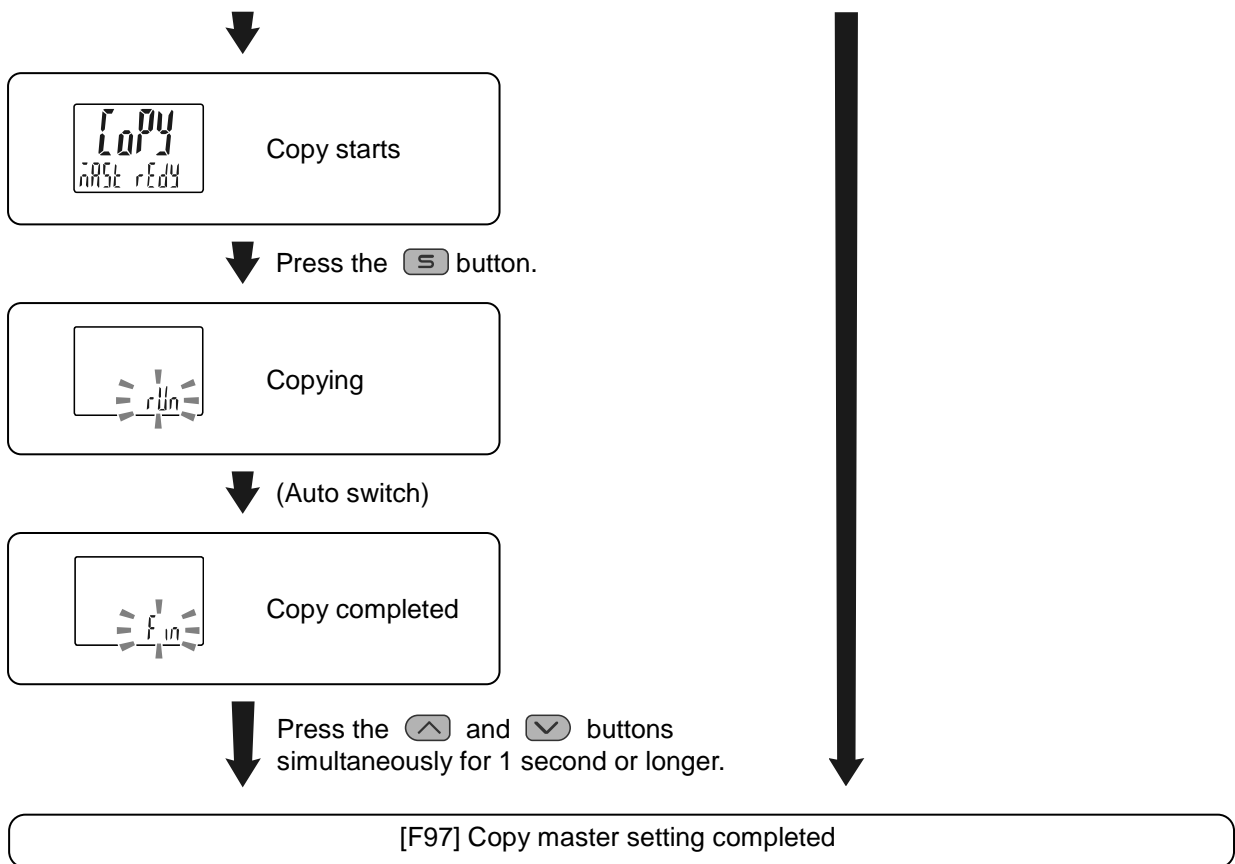 CoPY
mASt rEdY
Copy starts
Press the S button.
rUn
Copying
(Auto switch)
Fin
Copy completed
Press the and buttons
simultaneously for 1 second or longer.
[F97] Copy master setting completed